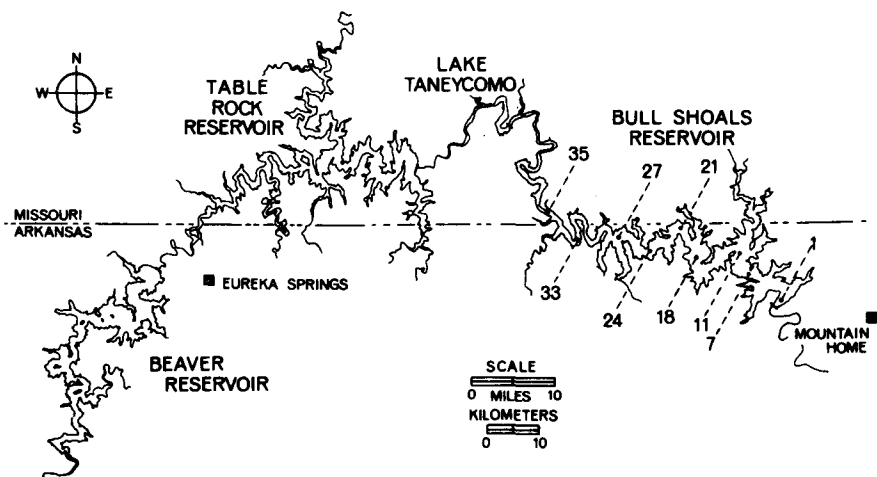 N
W E
S
TABLE
ROCK
RESERVOIR
LAKE
TANEYCOMO
BULL SHOALS
RESERVOIR
35
27
21
MISSOURI
ARKANSAS
1
EUREKA SPRINGS
33
24
18
11
7
MOUNTAIN
HOME
BEAVER
RESERVOIR
SCALE
0 MILES 10
KILOMETERS
0 10